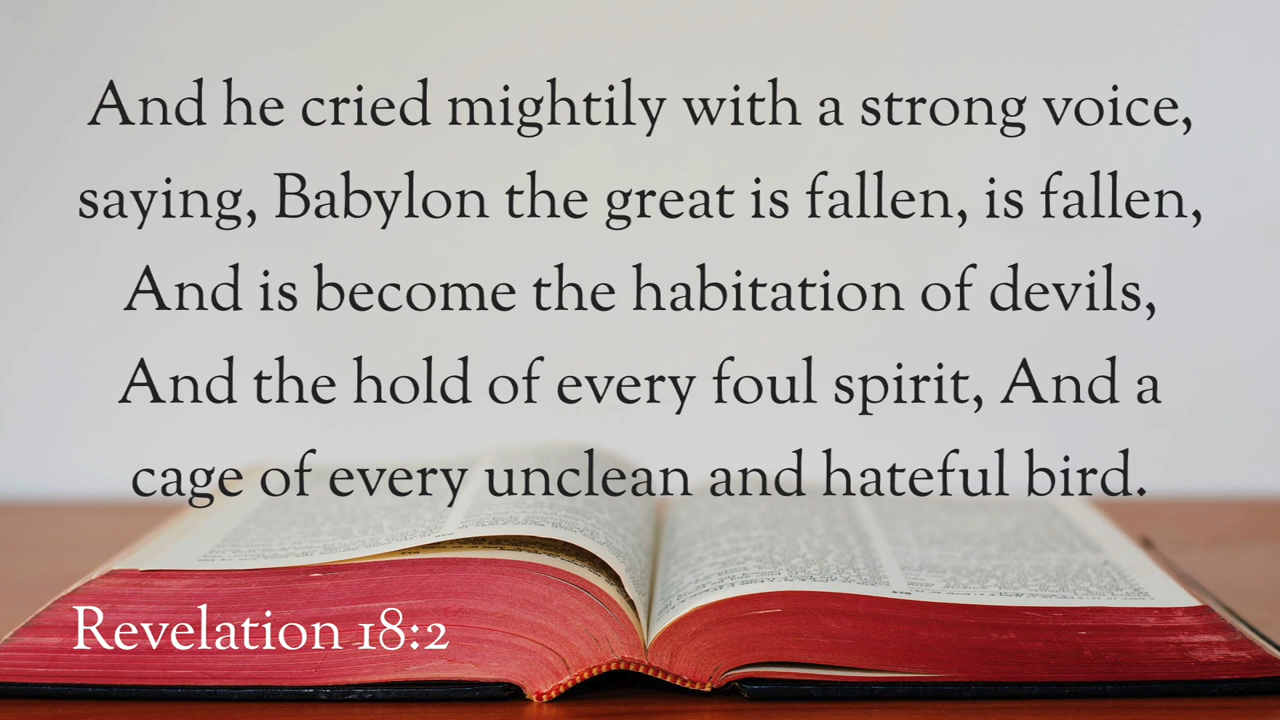 And he cried mightily with a strong voice,
saying, Babylon the great is fallen, is fallen,
And is become the habitation of devils,
And the hold of every foul spirit, And a
cage of every unclean and hateful bird.
Revelation 18:2